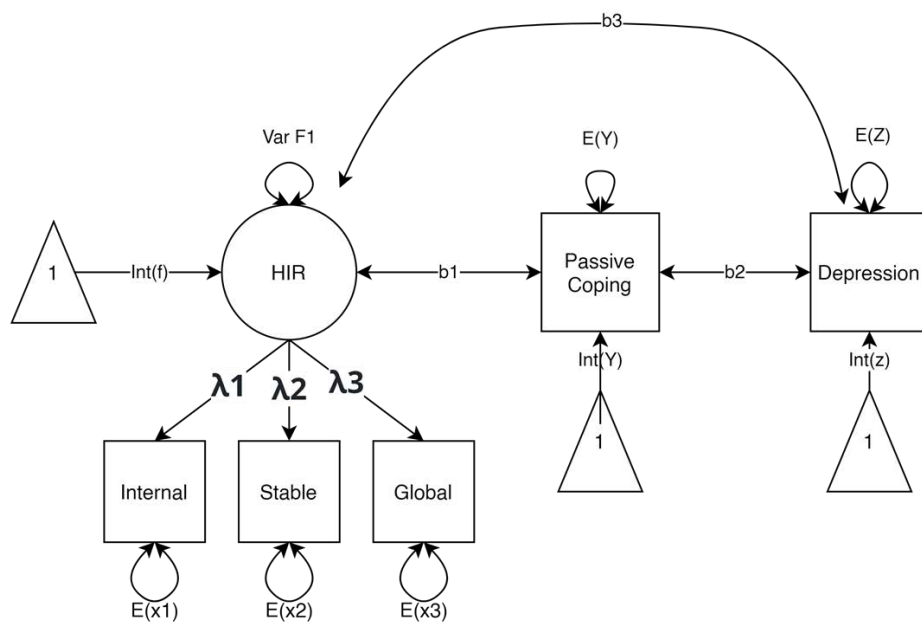 b3
Var F1
E(Y)
E(Z)
1
Int(f)
HIR
b1
Passive
Coping
b2
Depression
λ1
λ2
λ3
Int(Y)
Int(z)
1
1
Internal
Stable
Global
E(x1)
E(x2)
E(x3)